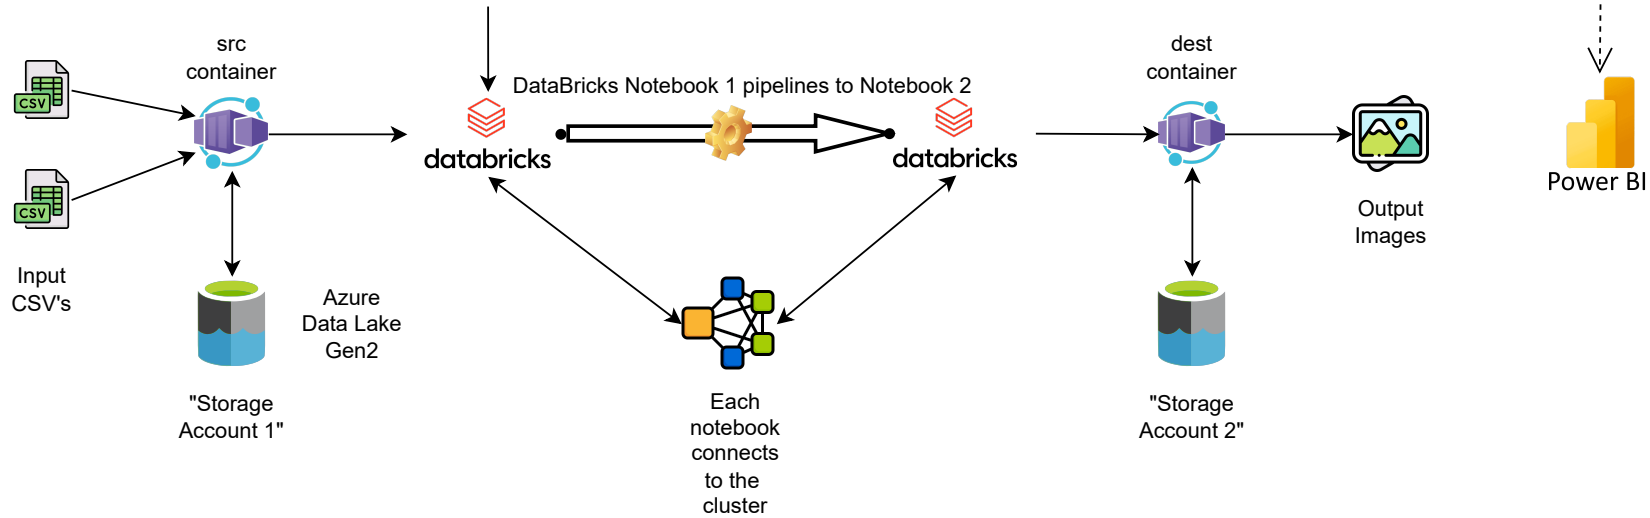 src
container
CSV
CSV
Input
CSV's
Azure
Data Lake
Gen2
"Storage
Account 1"
DataBricks Notebook 1 pipelines to Notebook 2
databricks
databricks
Each
notebook
connects
to the
cluster
dest
container
"Storage
Account 2"
Output
Images
Power BI